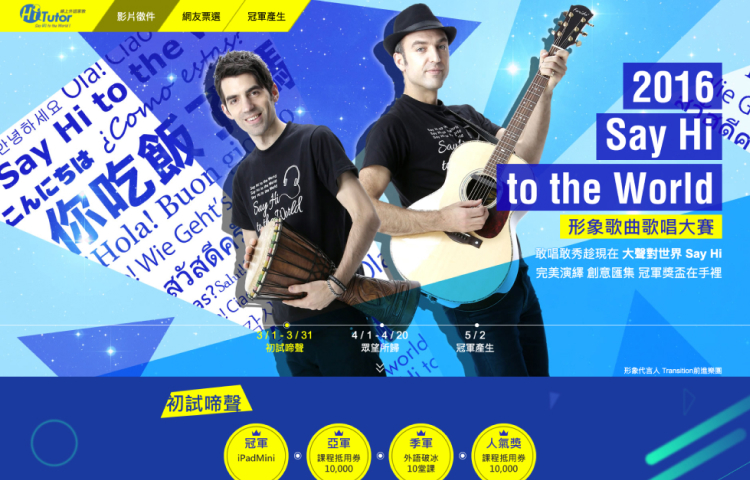 HiTutor
線上外語家教
Say Hi to the World!
影片徵件
網友票選
冠軍產生
안녕하세요 Ola! Ciao
Say Hi to the World
こんにちは ¿Como estas?
你吃飯了嗎
Hola! Buon giorno
Wie Geht's
สวัสดีค
Say Hi
to the World
2016
Say Hi
to the World
形象歌曲歌唱大賽
敢唱敢秀趁現在 大聲對世界 Say Hi
完美演繹 創意匯集 冠軍獎盃在手裡
3 / 1 - 3 / 31
初試啼聲
4 / 1 - 4 / 20
眾望所歸
5 / 2
冠軍產生
形象代言人 Transition前進樂團
初試啼聲
冠軍
iPadMini
亞軍
課程抵用券
10,000
季軍
外語破冰
10堂課
人氣獎
課程抵用券
10,000